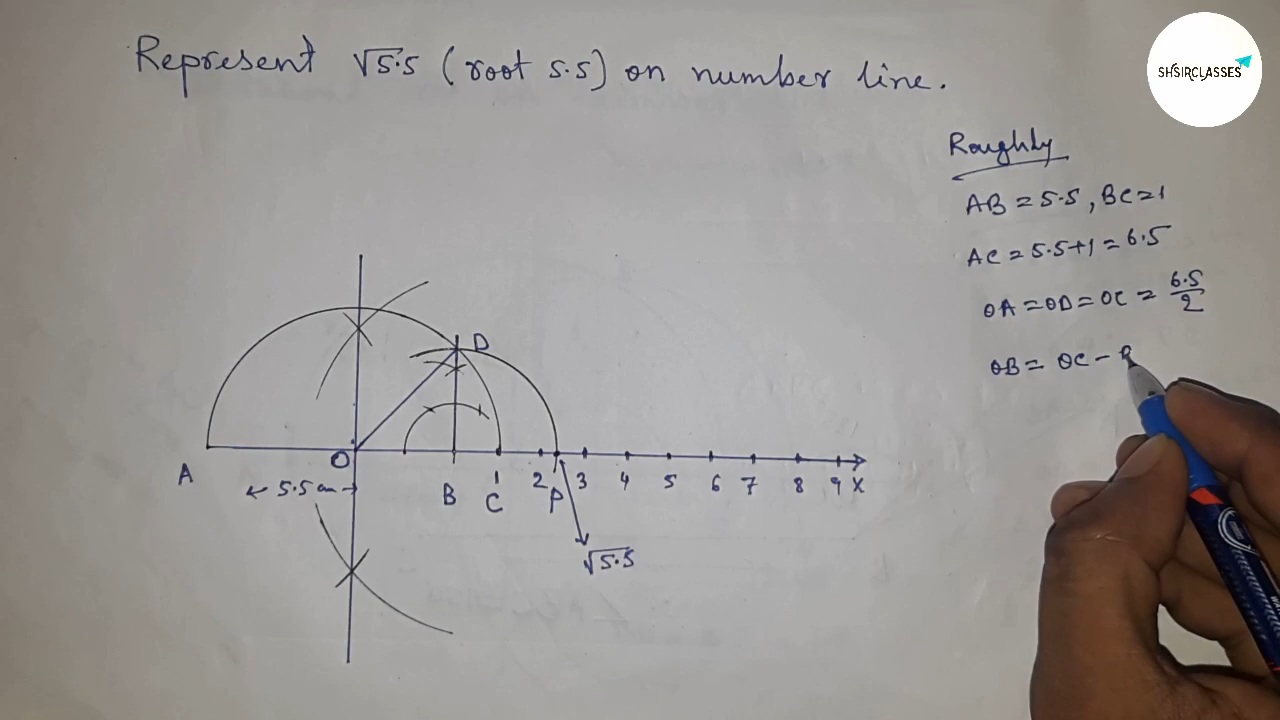 Represent √5.5 (root 5.5) on number line.
SHSIRCLASSES
Roughly
AB = 5.5, BC = 1
AC = 5.5+1 = 6.5
OA = OD = OC = 6.5/2
OB = OC -
D
O
A
← 5.5 cm →
B
1
C
2
P
3 4 5 6 7 8 9 X
√5.5